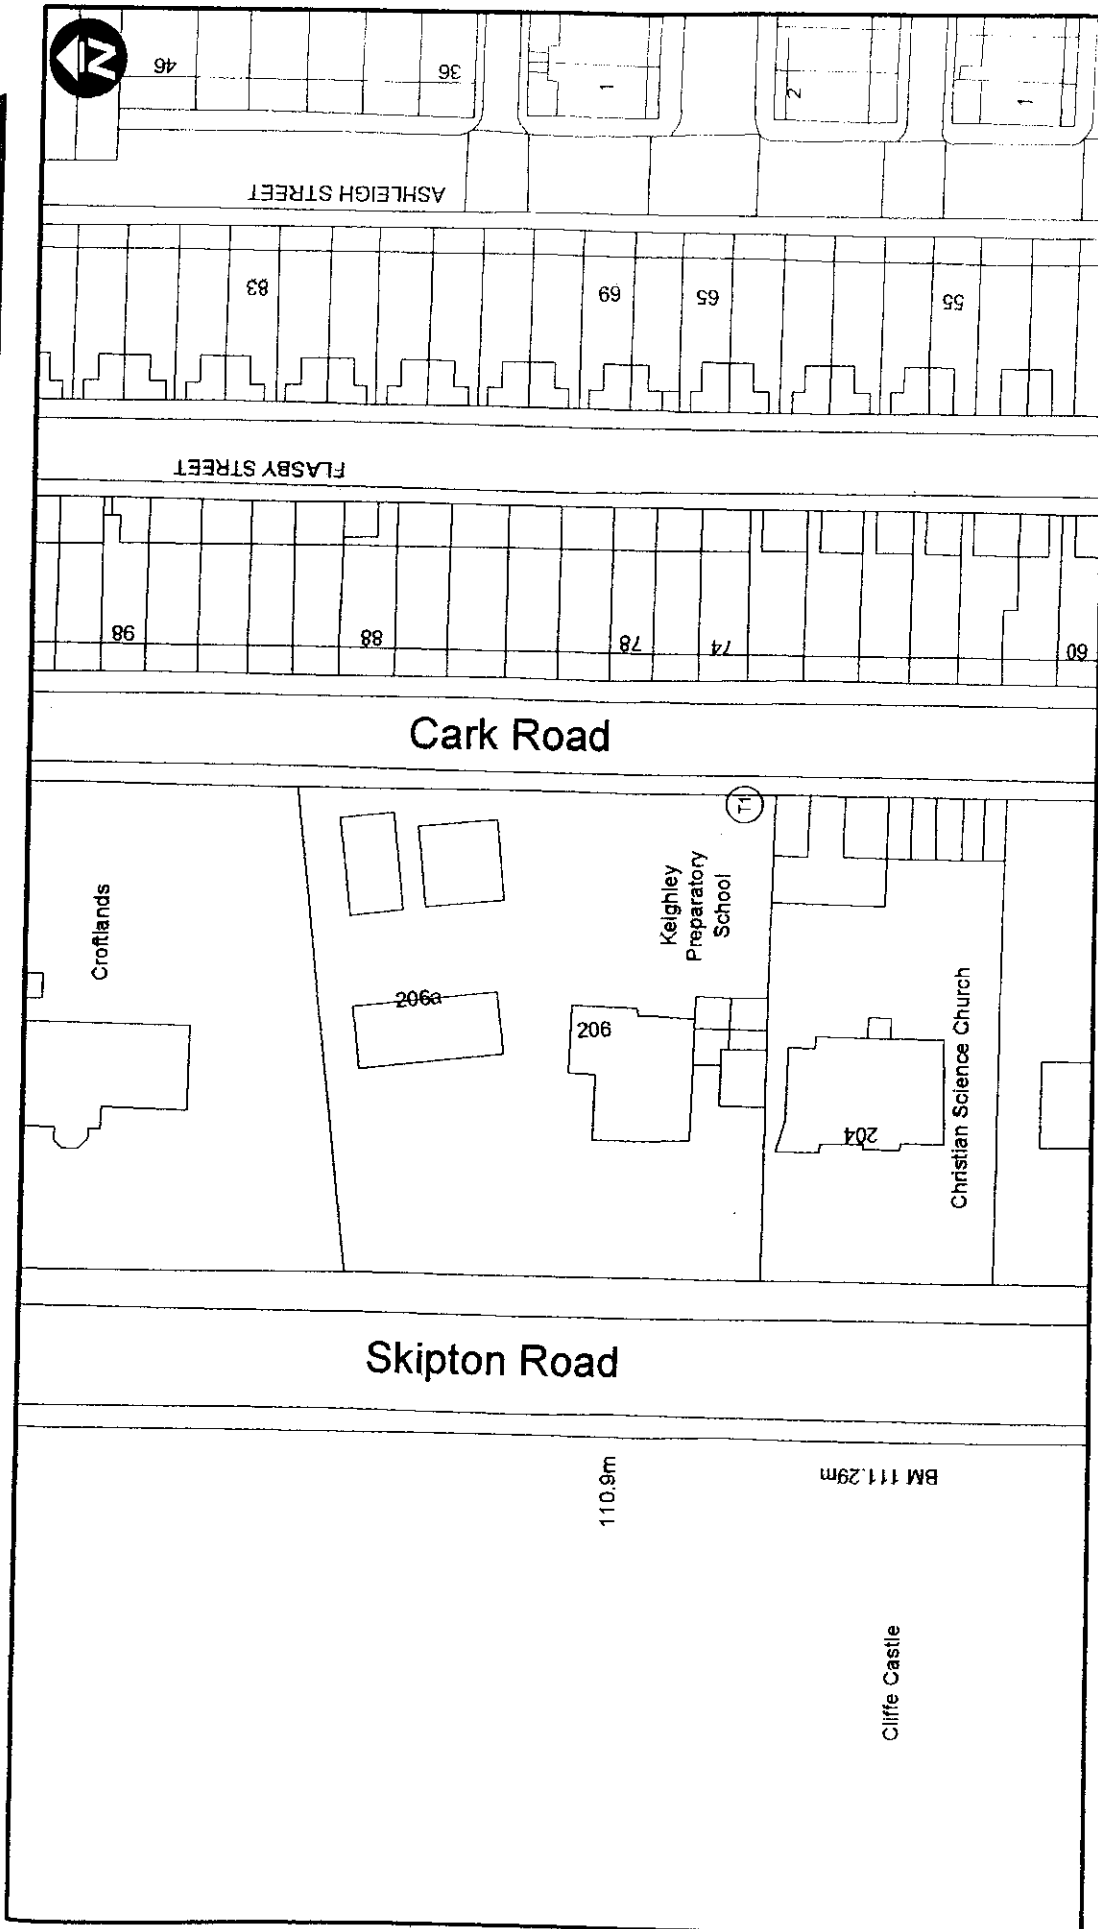 N
46
36
1
2
1
ASHLEIGH STREET
83
69
65
55
FLASBY STREET
98
88
78
74
60
Cark Road
T1
Croftlands
Keighley
Preparatory
School
206a
206
204
Christian Science Church
Skipton Road
110.9m
BM 111.29m
Cliffe Castle